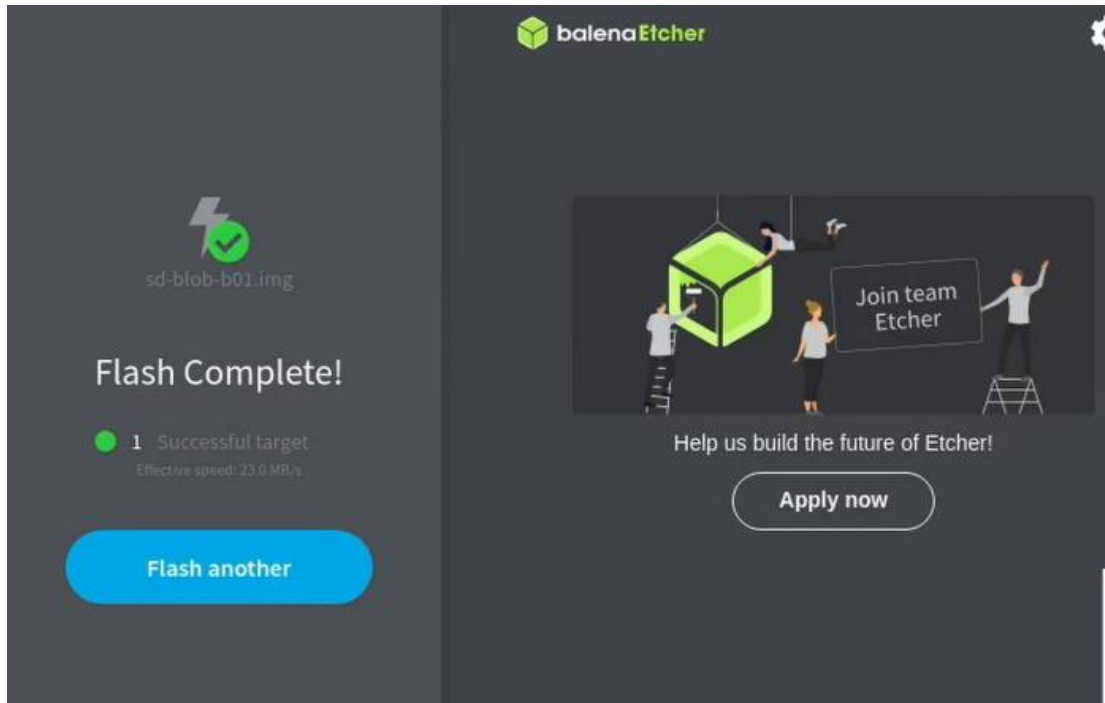 balenaEtcher
sd-blob-b01.img
Flash Complete!
1 Successful target
Effective speed: 23.0 MB/s
Flash another
Join team
Etcher
Help us build the future of Etcher!
Apply now